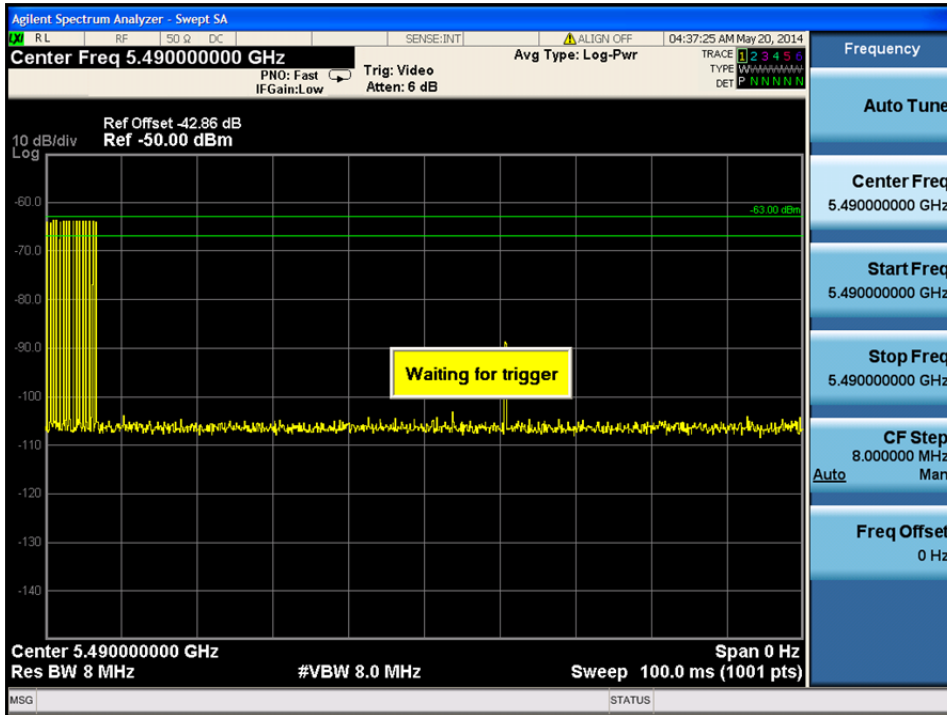 Agilent Spectrum Analyzer - Swept SA
LXI RL RF 50 Ω DC SENSE:INT ALIGN OFF 04:37:25 AM May 20, 2014
Center Freq 5.490000000 GHz
PNO: Fast
IFGain:Low
Trig: Video
Atten: 6 dB
Avg Type: Log-Pwr
TRACE 1 2 3 4 5 6
TYPE
DET P N N N N N
Ref Offset -42.86 dB
10 dB/div Ref -50.00 dBm
Log
-60.0
-63.00 dBm
-70.0
-80.0
-90.0
Waiting for trigger
-100
-110
-120
-130
-140
Center 5.490000000 GHz Span 0 Hz
Res BW 8 MHz #VBW 8.0 MHz Sweep 100.0 ms (1001 pts)
MSG STATUS
Frequency
Auto Tune
Center Freq
5.490000000 GHz
Start Freq
5.490000000 GHz
Stop Freq
5.490000000 GHz
CF Step
8.000000 MHz
Auto Man
Freq Offset
0 Hz